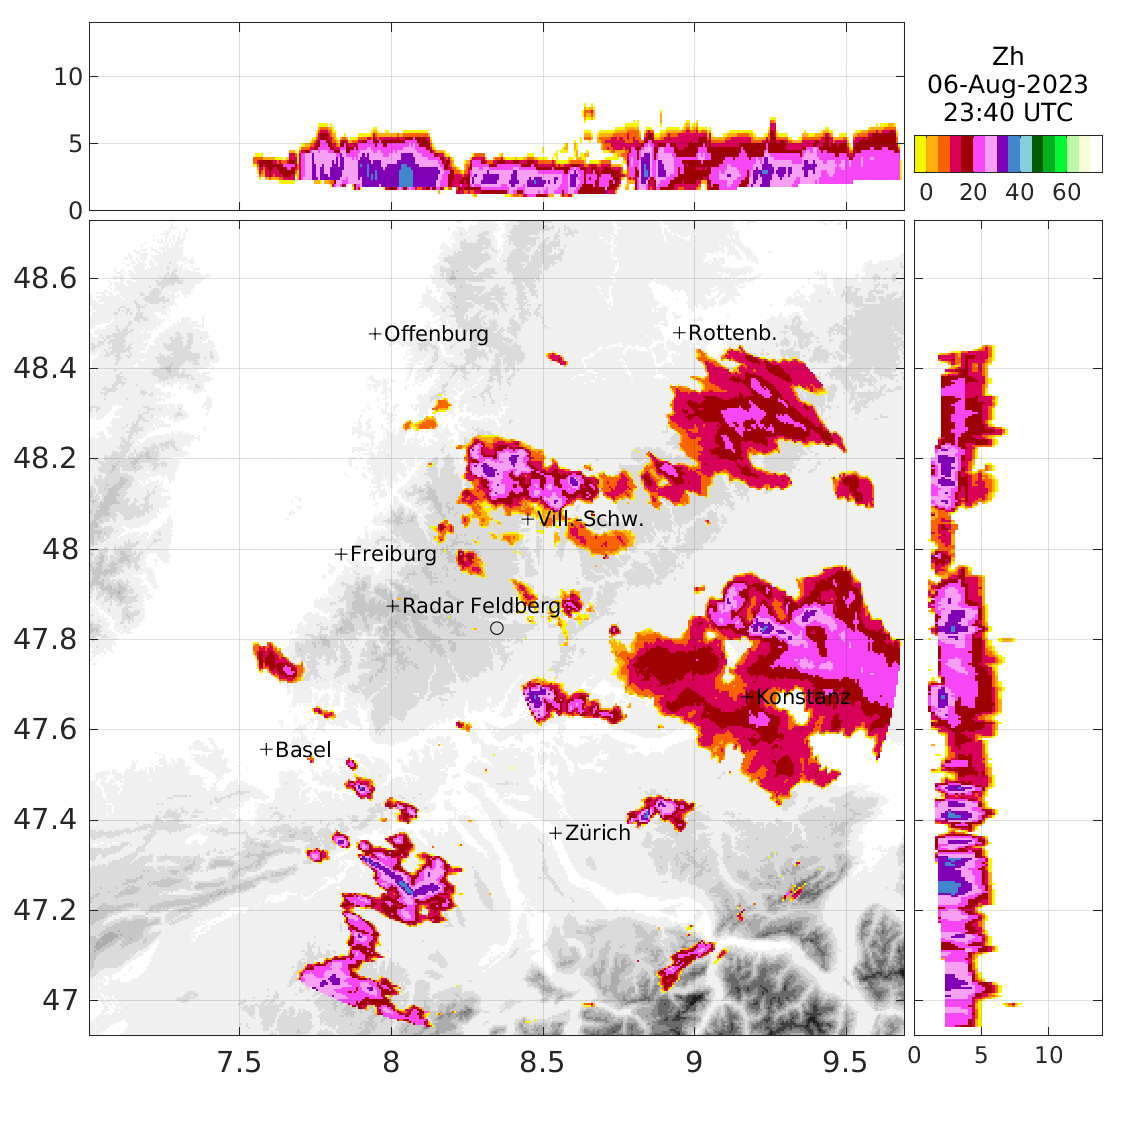 10
5
0
Zh
06-Aug-2023
23:40 UTC
0 20 40 60
48.6
48.4
48.2
48
47.8
47.6
47.4
47.2
47
+Offenburg
+Rottenb.
+Vill.-Schw.
+Freiburg
+Radar Feldberg
+Konstanz
+Basel
+Zürich
7.5 8 8.5 9 9.5
0 5 10